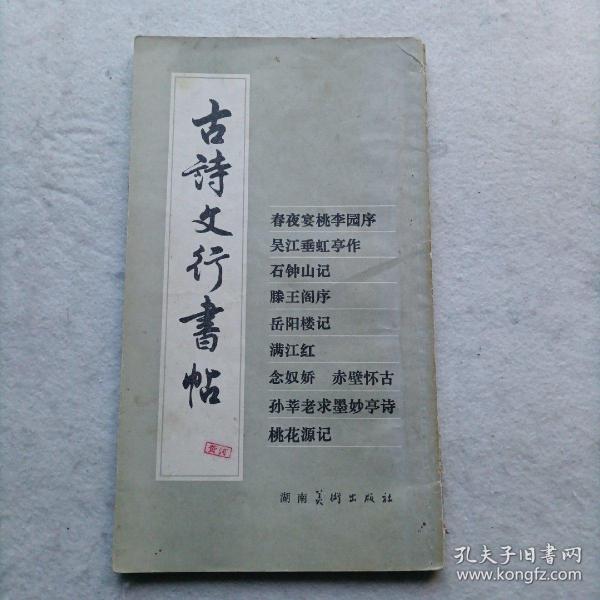 古詩文行書帖
春夜宴桃李园序
吴江垂虹亭作
石钟山记
滕王阁序
岳阳楼记
满江红
念奴娇 赤壁怀古
孙莘老求墨妙亭诗
桃花源记
湖南美術出版社
孔夫子旧书网
www.kongfz.com